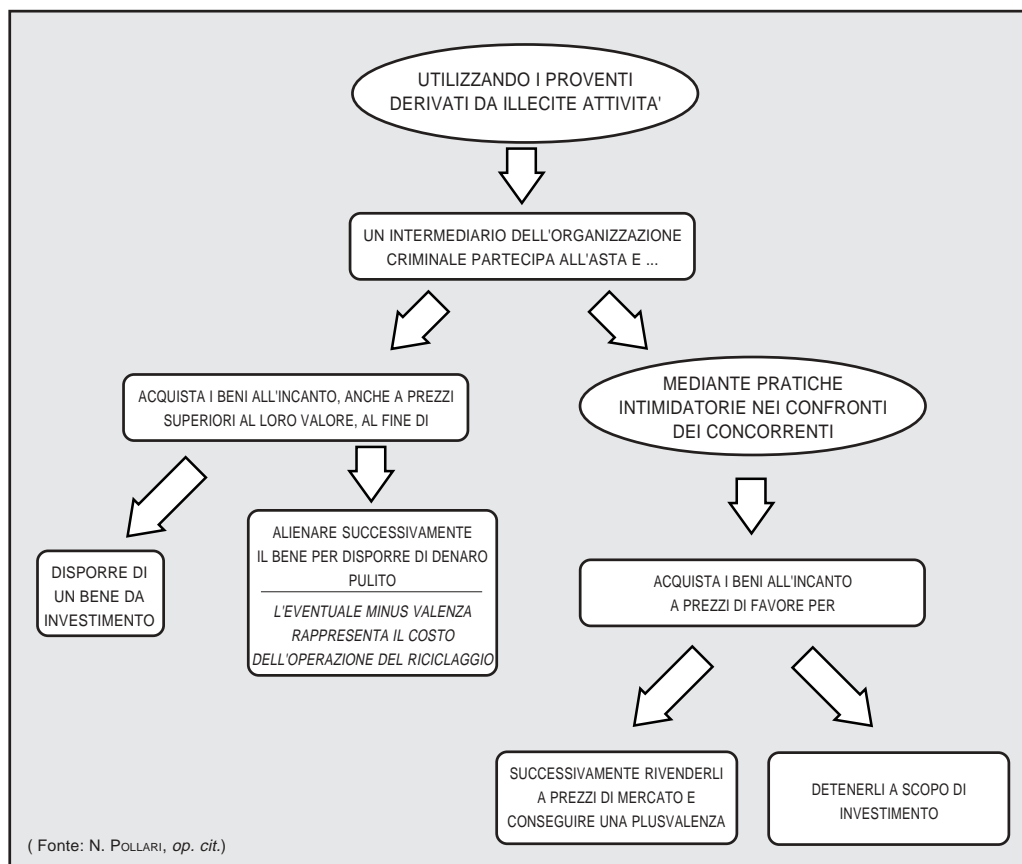 UTILIZZANDO I PROVENTI
DERIVATI DA ILLECITE ATTIVITA'
UN INTERMEDIARIO DELL'ORGANIZZAZIONE
CRIMINALE PARTECIPA ALL'ASTA E ...
ACQUISTA I BENI ALL'INCANTO, ANCHE A PREZZI
SUPERIORI AL LORO VALORE, AL FINE DI
MEDIANTE PRATICHE
INTIMIDATORIE NEI CONFRONTI
DEI CONCORRENTI
DISPORRE DI
UN BENE DA
INVESTIMENTO
ALIENARE SUCCESSIVAMENTE
IL BENE PER DISPORRE DI DENARO
PULITO
L'EVENTUALE MINUS VALENZA
RAPPRESENTA IL COSTO
DELL'OPERAZIONE DEL RICICLAGGIO
ACQUISTA I BENI ALL'INCANTO
A PREZZI DI FAVORE PER
SUCCESSIVAMENTE RIVENDERLI
A PREZZI DI MERCATO E
CONSEGUIRE UNA PLUSVALENZA
DETENERLI A SCOPO DI
INVESTIMENTO
( Fonte: N. POLLARI, op. cit.)